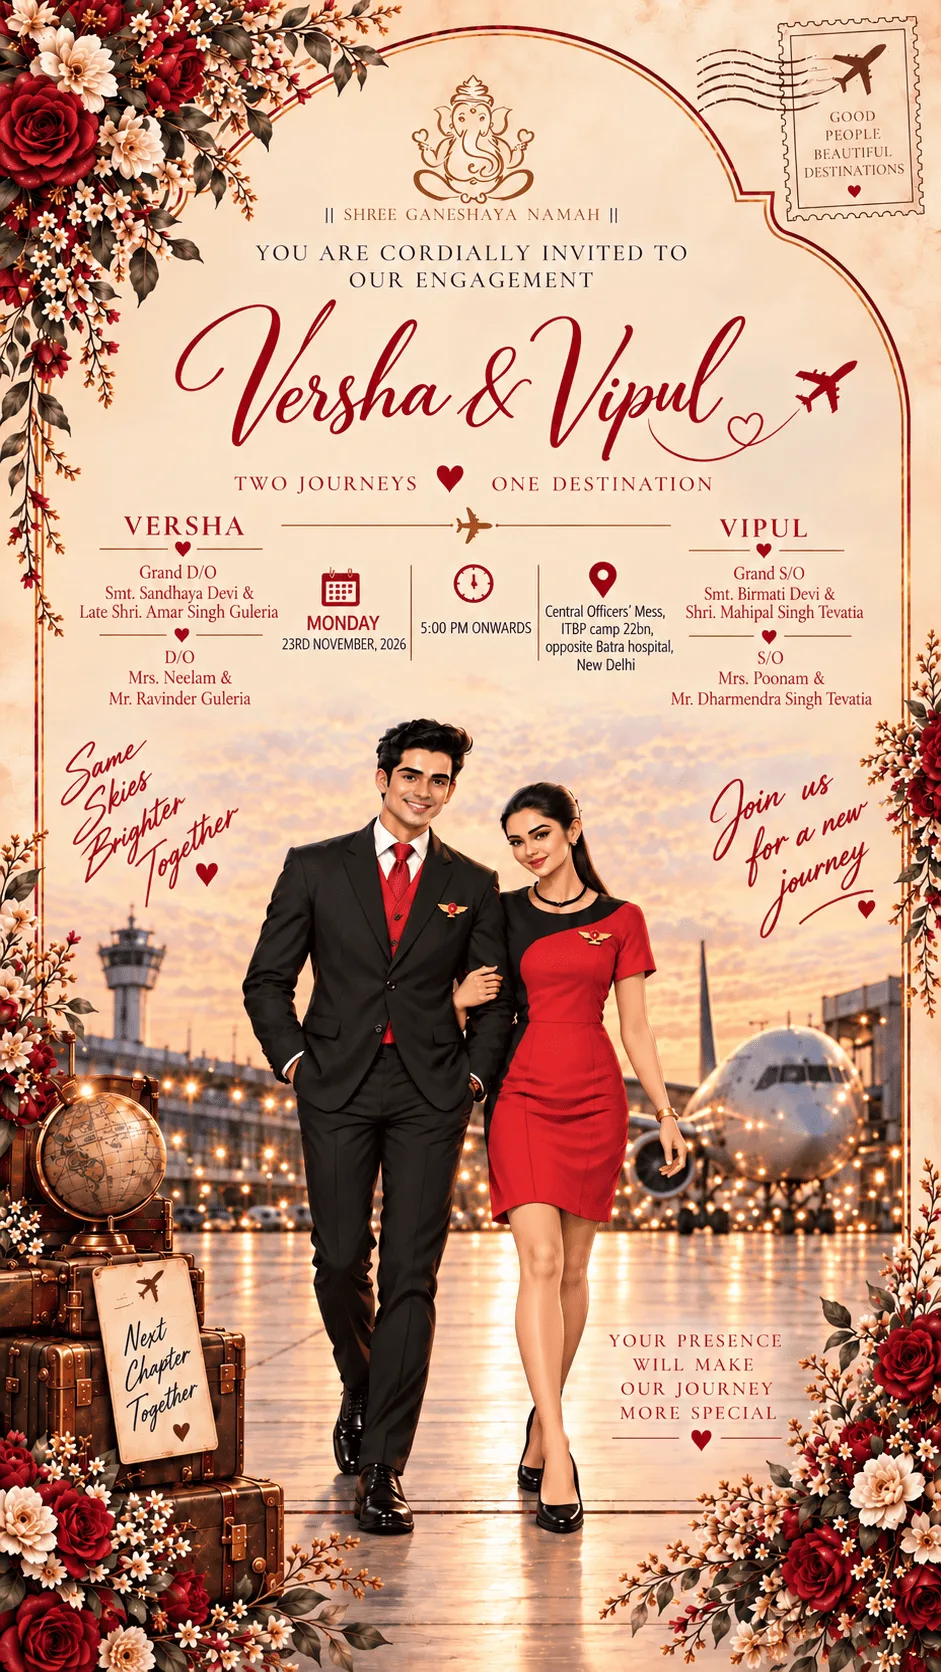 GOOD
PEOPLE
BEAUTIFUL
DESTINATIONS
|| SHREE GANESHAYA NAMAH ||
YOU ARE CORDIALLY INVITED TO
OUR ENGAGEMENT
Versha & Vipul
TWO JOURNEYS ONE DESTINATION
VERSHA
Grand D/O
Smt. Sandhaya Devi &
Late Shri. Amar Singh Guleria
D/O
Mrs. Neelam &
Mr. Ravinder Guleria
MONDAY
23RD NOVEMBER, 2026
5:00 PM ONWARDS
Central Officers' Mess,
ITBP camp 22bn,
opposite Batra hospital,
New Delhi
VIPUL
Grand S/O
Smt. Birmati Devi &
Shri. Mahipal Singh Tevatia
S/O
Mrs. Poonam &
Mr. Dharmendra Singh Tevatia
Same
Skies
Brighter
Together
Join us
for a new
journey
Next
Chapter
Together
YOUR PRESENCE
WILL MAKE
OUR JOURNEY
MORE SPECIAL